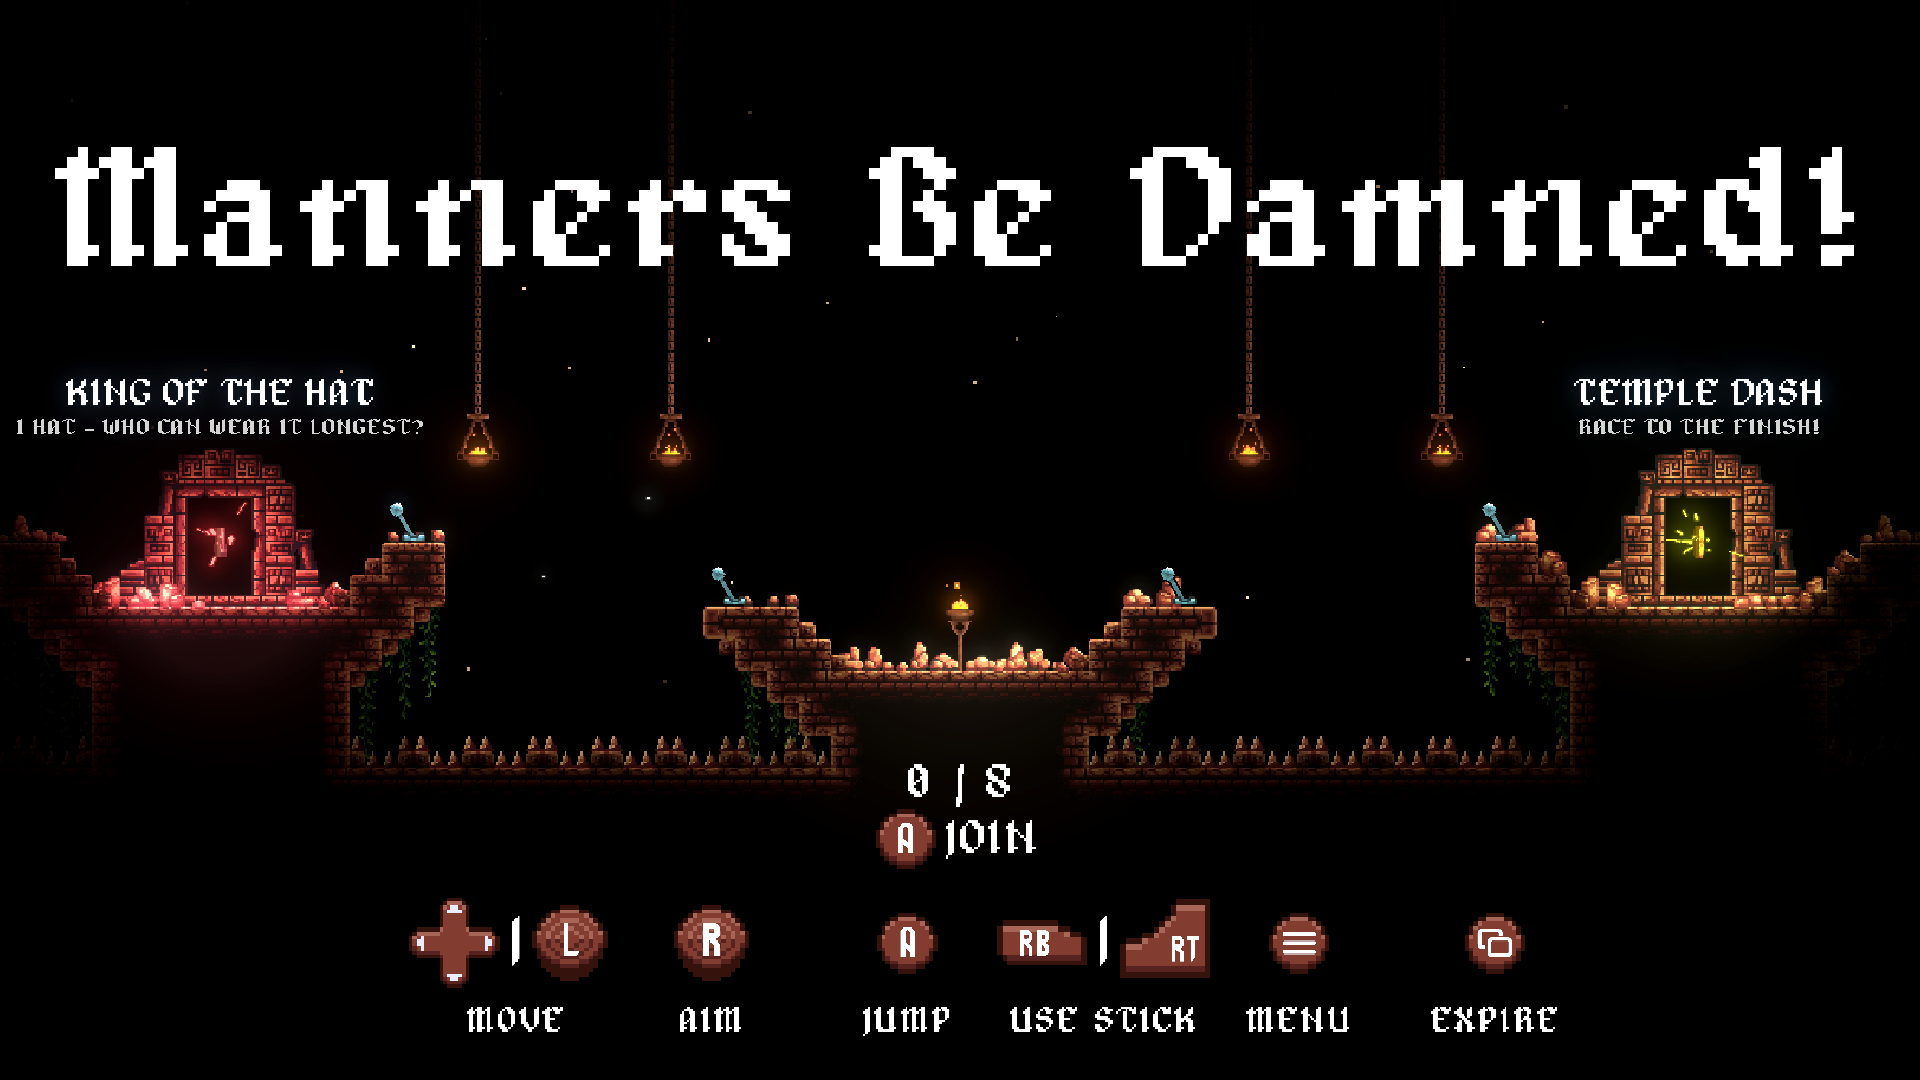 Manners Be Damned!
KING OF THE HAT
1 HAT - WHO CAN WEAR IT LONGEST?
TEMPLE DASH
RACE TO THE FINISH!
0 / 8
A JOIN
L R A RB RT
MOVE AIM JUMP USE STICK MENU EXPIRE